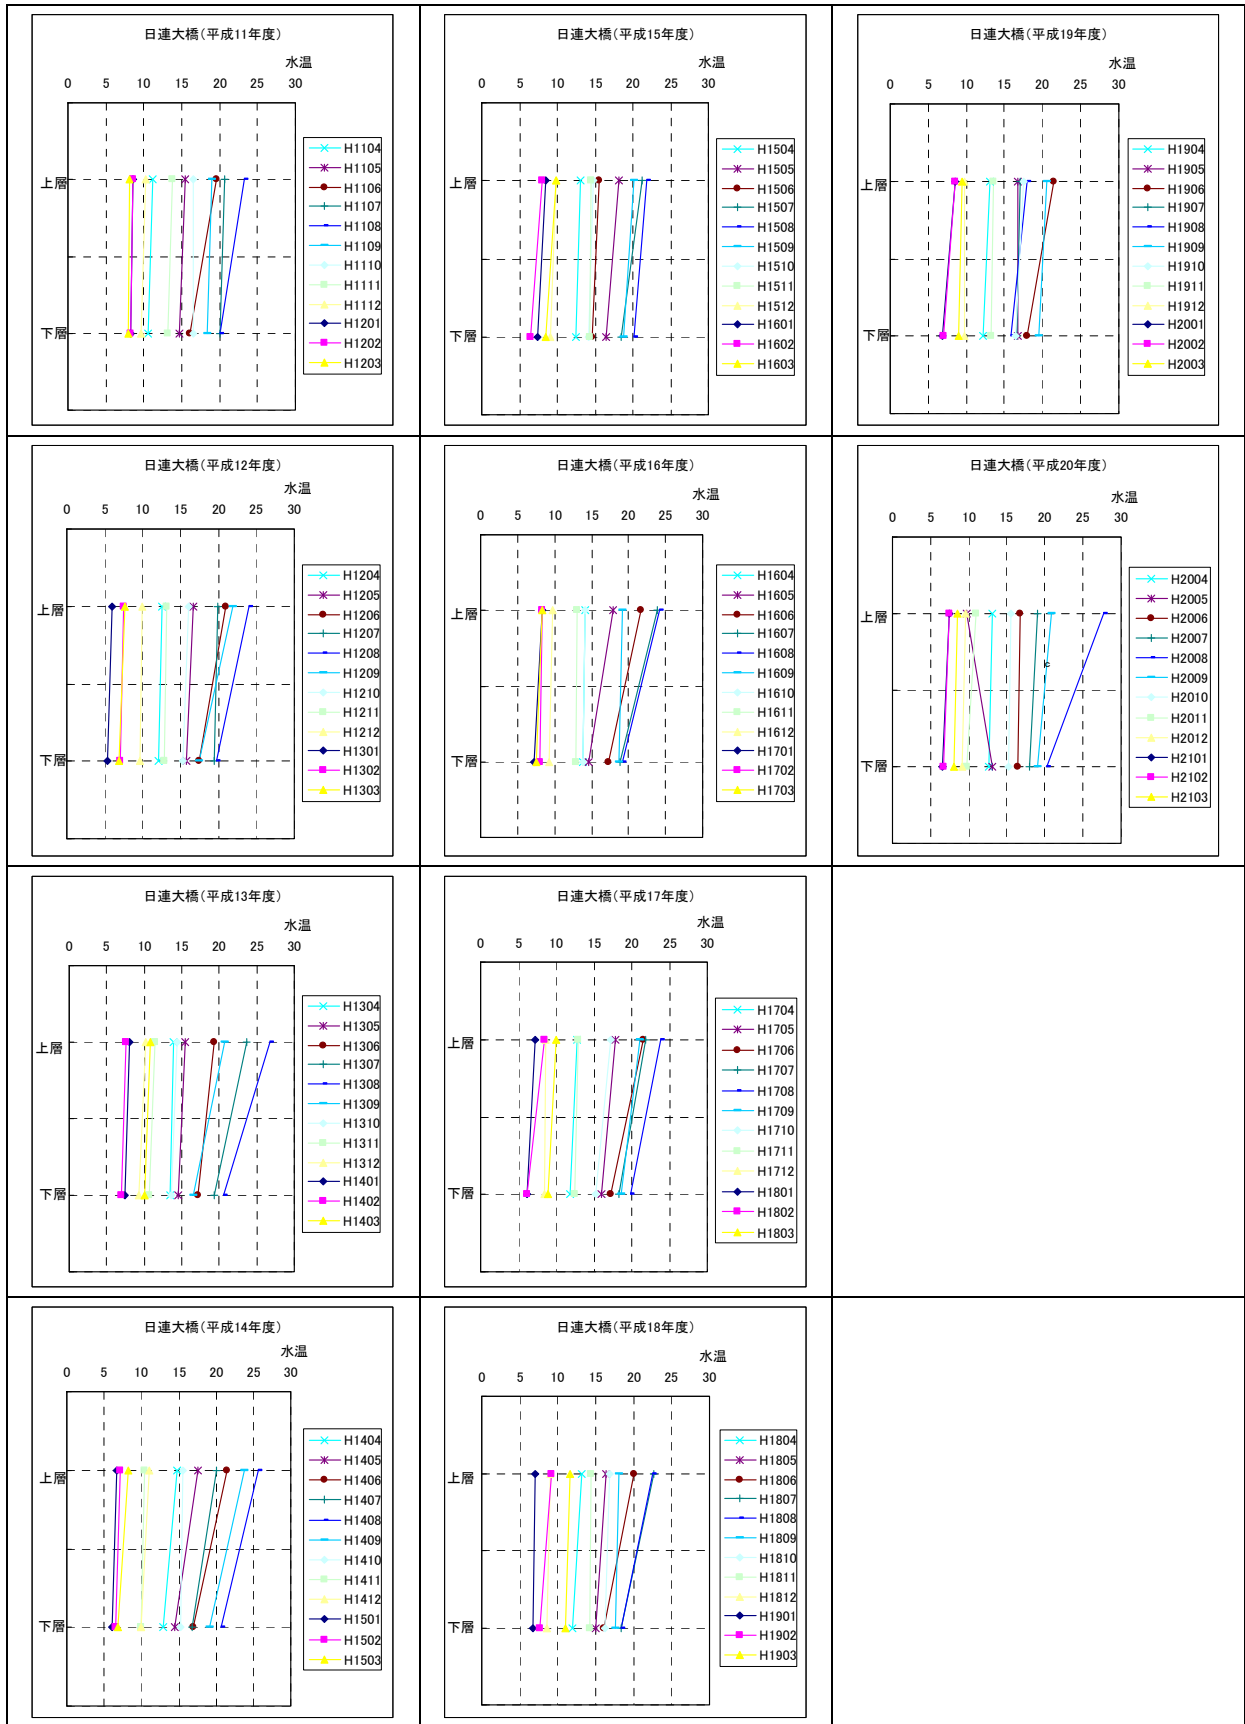 日連大橋(平成11年度)
水温
0 5 10 15 20 25 30
上層
下層
H1104
H1105
H1106
H1107
H1108
H1109
H1110
H1111
H1112
H1201
H1202
H1203
日連大橋(平成15年度)
水温
0 5 10 15 20 25 30
上層
下層
H1504
H1505
H1506
H1507
H1508
H1509
H1510
H1511
H1512
H1601
H1602
H1603
日連大橋(平成19年度)
水温
0 5 10 15 20 25 30
上層
下層
H1904
H1905
H1906
H1907
H1908
H1909
H1910
H1911
H1912
H2001
H2002
H2003
日連大橋(平成12年度)
水温
0 5 10 15 20 25 30
上層
下層
H1204
H1205
H1206
H1207
H1208
H1209
H1210
H1211
H1212
H1301
H1302
H1303
日連大橋(平成16年度)
水温
0 5 10 15 20 25 30
上層
下層
H1604
H1605
H1606
H1607
H1608
H1609
H1610
H1611
H1612
H1701
H1702
H1703
日連大橋(平成20年度)
水温
0 5 10 15 20 25 30
上層
c
下層
H2004
H2005
H2006
H2007
H2008
H2009
H2010
H2011
H2012
H2101
H2102
H2103
日連大橋(平成13年度)
水温
0 5 10 15 20 25 30
上層
下層
H1304
H1305
H1306
H1307
H1308
H1309
H1310
H1311
H1312
H1401
H1402
H1403
日連大橋(平成17年度)
水温
0 5 10 15 20 25 30
上層
下層
H1704
H1705
H1706
H1707
H1708
H1709
H1710
H1711
H1712
H1801
H1802
H1803
日連大橋(平成14年度)
水温
0 5 10 15 20 25 30
上層
下層
H1404
H1405
H1406
H1407
H1408
H1409
H1410
H1411
H1412
H1501
H1502
H1503
日連大橋(平成18年度)
水温
0 5 10 15 20 25 30
上層
下層
H1804
H1805
H1806
H1807
H1808
H1809
H1810
H1811
H1812
H1901
H1902
H1903